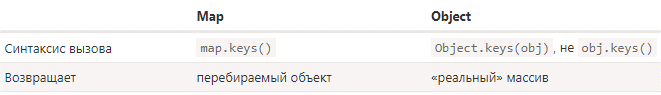 Map Object
Синтаксис вызова map.keys() Object.keys(obj), не obj.keys()
Возвращает перебираемый объект «реальный» массив